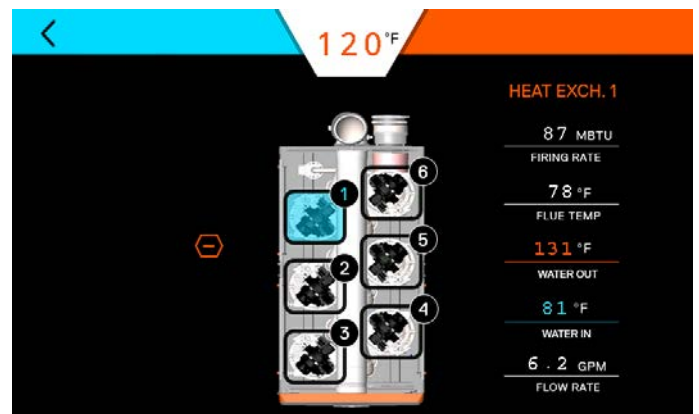 120°F
HEAT EXCH. 1
87 MBTU
FIRING RATE
78 °F
FLUE TEMP
131 °F
WATER OUT
81 °F
WATER IN
6.2 GPM
FLOW RATE
1
6
2
5
3
4